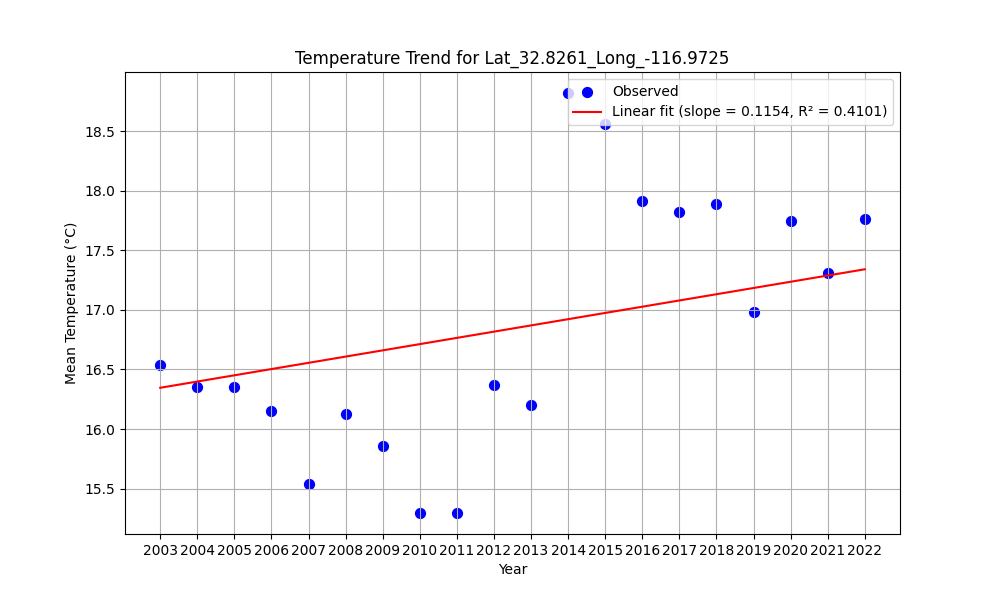 Temperature Trend for Lat_32.8261_Long_-116.9725
Observed
Linear fit (slope = 0.1154, R² = 0.4101)
Mean Temperature (°C)
18.5
18.0
17.5
17.0
16.5
16.0
15.5
2003 2004 2005 2006 2007 2008 2009 2010 2011 2012 2013 2014 2015 2016 2017 2018 2019 2020 2021 2022
Year